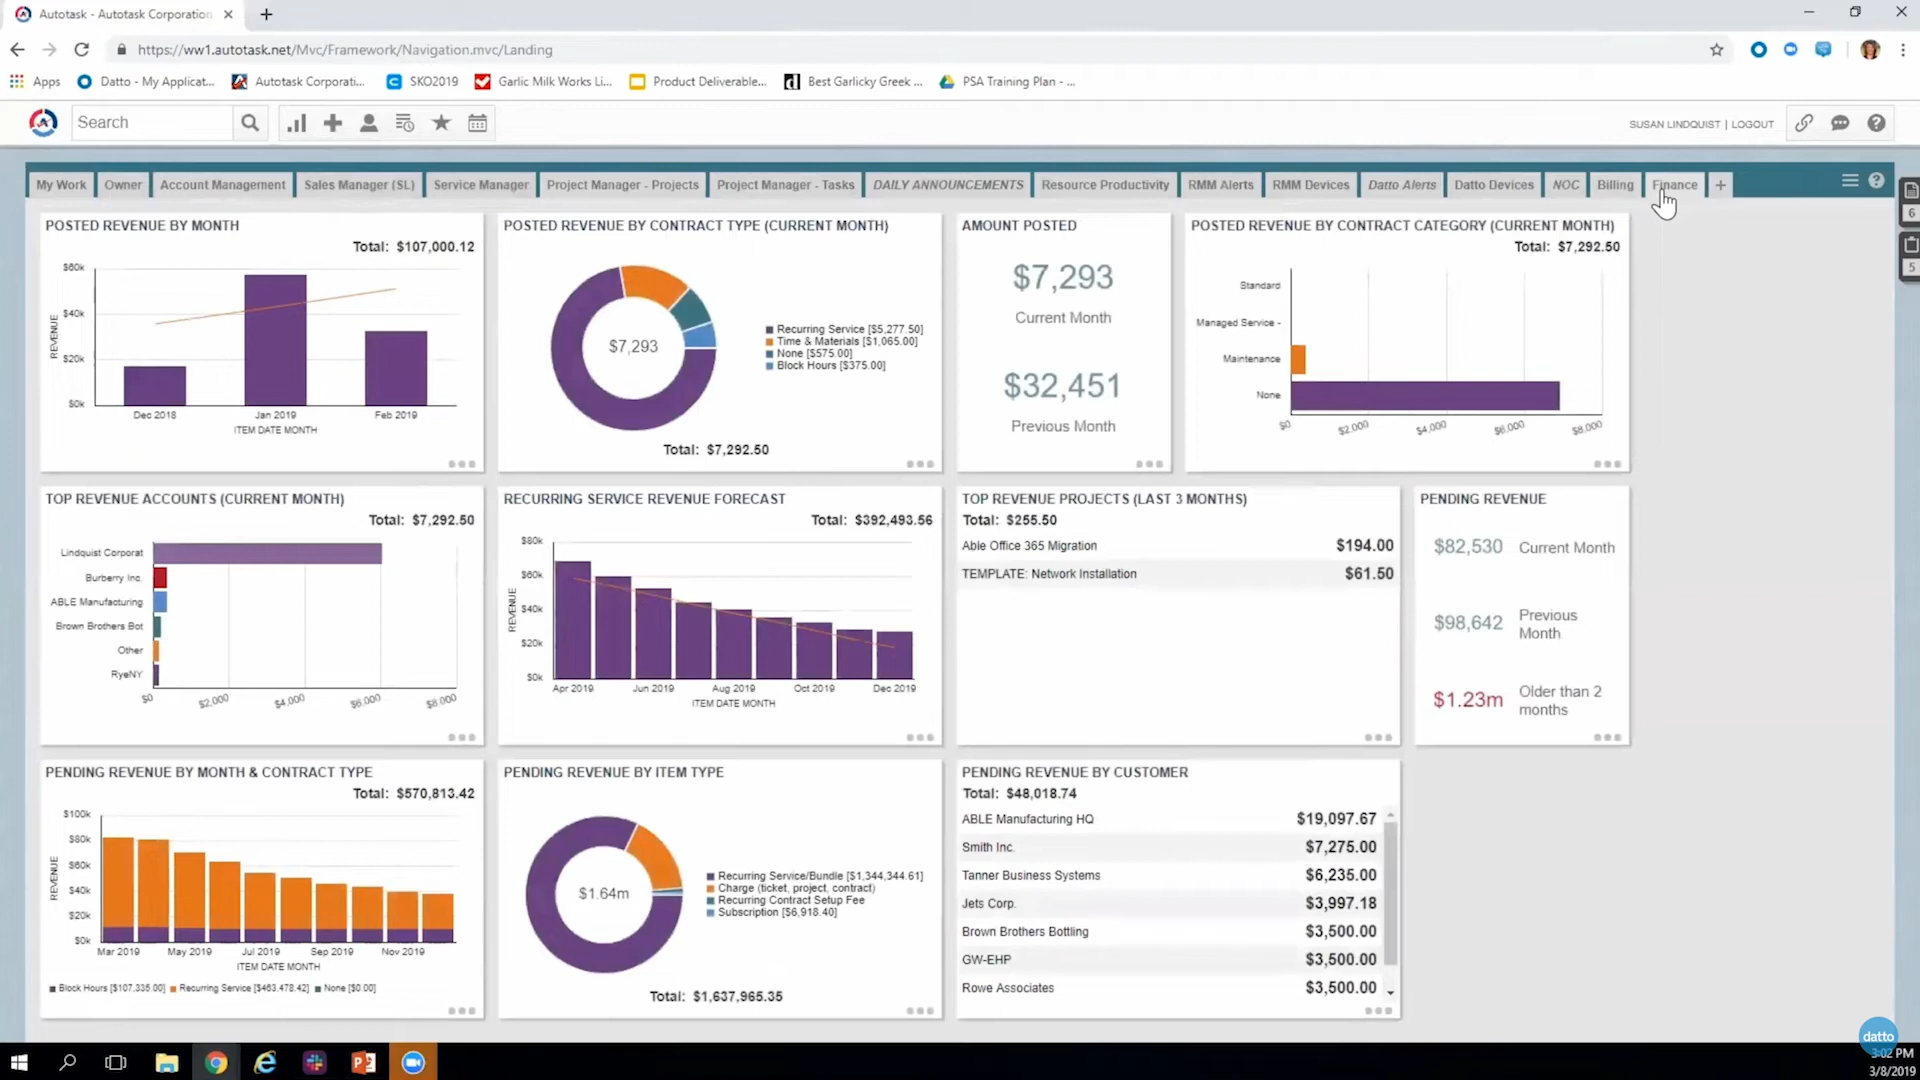 Autotask - Autotask Corporation
https://ww1.autotask.net/Mvc/Framework/Navigation.mvc/Landing
Apps
Datto - My Applicat...
Autotask Corporati...
SKO2019
Garlic Milk Works Li...
Product Deliverable...
Best Garlicky Greek ...
PSA Training Plan - ...
Search
SUSAN LINDQUIST | LOGOUT
My Work
Owner
Account Management
Sales Manager (SL)
Service Manager
Project Manager - Projects
Project Manager - Tasks
DAILY ANNOUNCEMENTS
Resource Productivity
RMM Alerts
RMM Devices
Datto Alerts
Datto Devices
NOC
Billing
Finance
6
5
POSTED REVENUE BY MONTH
Total: $107,000.12
$60k
$40k
$20k
$0k
REVENUE
Dec 2018
Jan 2019
Feb 2019
ITEM DATE MONTH
POSTED REVENUE BY CONTRACT TYPE (CURRENT MONTH)
$7,293
Recurring Service [$5,277.50]
Time & Materials [$1,065.00]
None [$575.00]
Block Hours [$375.00]
Total: $7,292.50
AMOUNT POSTED
$7,293
Current Month
$32,451
Previous Month
POSTED REVENUE BY CONTRACT CATEGORY (CURRENT MONTH)
Total: $7,292.50
Standard
Managed Service -
Maintenance
None
$0
$2,000
$4,000
$6,000
$8,000
TOP REVENUE ACCOUNTS (CURRENT MONTH)
Total: $7,292.50
Lindquist Corporat
Burberry Inc.
ABLE Manufacturing
Brown Brothers Bot
Other
RyeNY
$0
$2,000
$4,000
$6,000
$8,000
RECURRING SERVICE REVENUE FORECAST
Total: $392,493.56
$80k
$60k
$40k
$20k
$0k
REVENUE
Apr 2019
Jun 2019
Aug 2019
Oct 2019
Dec 2019
ITEM DATE MONTH
TOP REVENUE PROJECTS (LAST 3 MONTHS)
Total: $255.50
Able Office 365 Migration $194.00
TEMPLATE: Network Installation $61.50
PENDING REVENUE
$82,530 Current Month
$98,642 Previous
Month
$1.23m Older than 2
months
PENDING REVENUE BY MONTH & CONTRACT TYPE
Total: $570,813.42
$100k
$80k
$60k
$40k
$20k
$0k
REVENUE
Mar 2019
May 2019
Jul 2019
Sep 2019
Nov 2019
ITEM DATE MONTH
Block Hours [$107,335.00] Recurring Service [$463,478.42] None [$0.00]
PENDING REVENUE BY ITEM TYPE
$1.64m
Recurring Service/Bundle [$1,344,344.61]
Charge (ticket, project, contract)
Recurring Contract Setup Fee
Subscription [$6,918.40]
Total: $1,637,965.35
PENDING REVENUE BY CUSTOMER
Total: $48,018.74
ABLE Manufacturing HQ $19,097.67
Smith Inc. $7,275.00
Tanner Business Systems $6,235.00
Jets Corp. $3,997.18
Brown Brothers Bottling $3,500.00
GW-EHP $3,500.00
Rowe Associates $3,500.00
datto
3:02 PM
3/8/2019